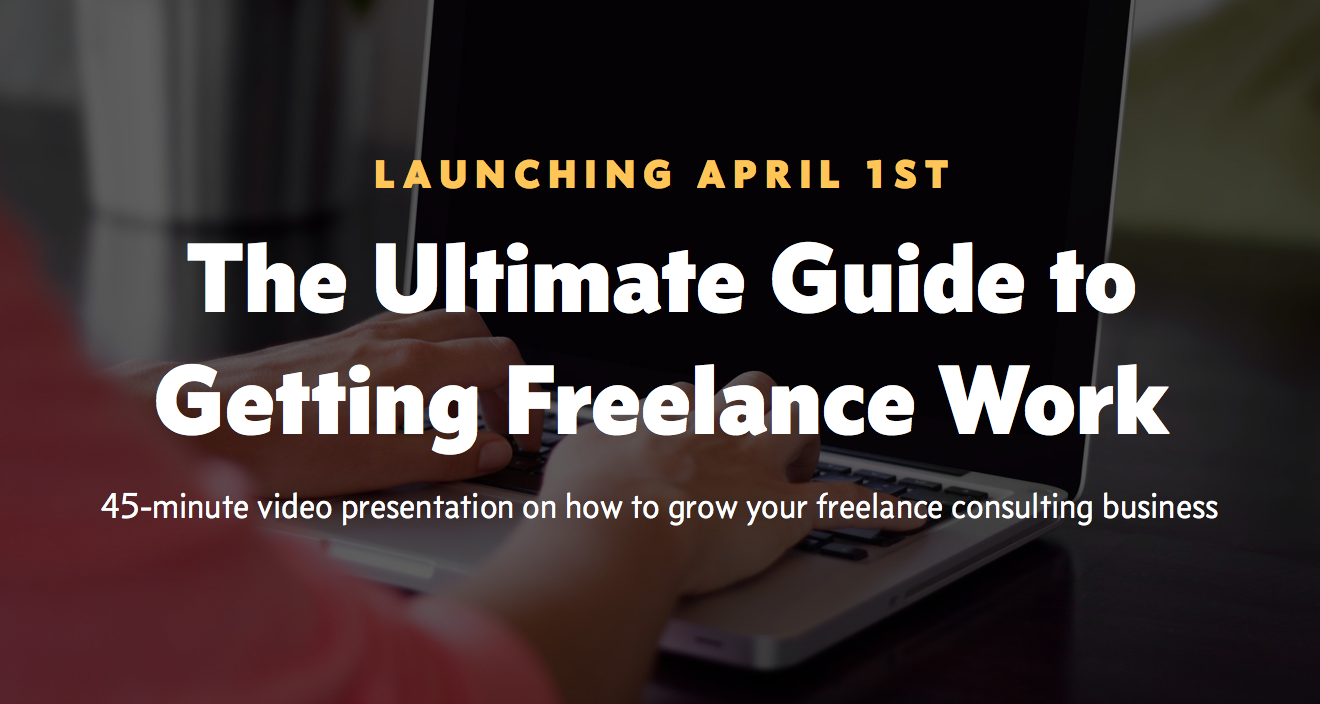 LAUNCHING APRIL 1ST
The Ultimate Guide to
Getting Freelance Work
45-minute video presentation on how to grow your freelance consulting business